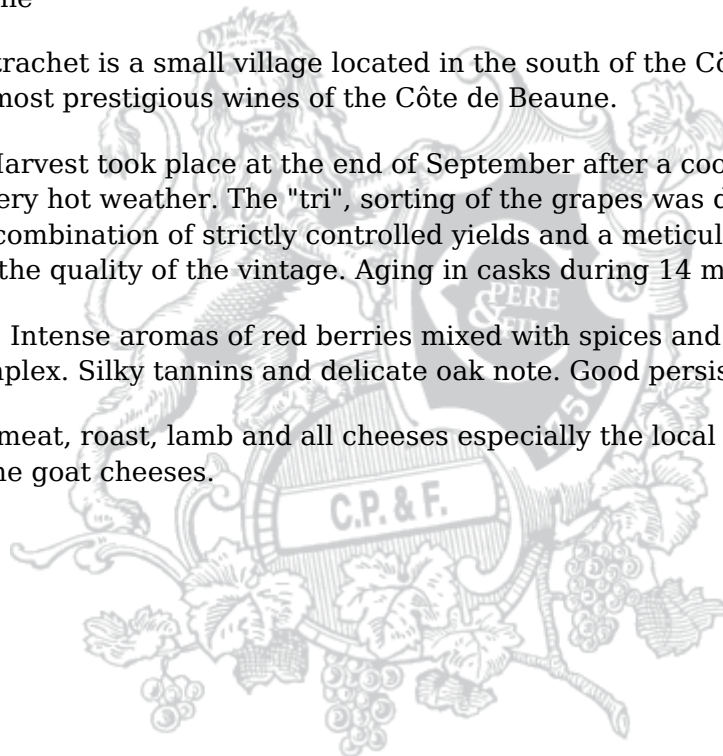 ne
trachet is a small village located in the south of the Cô
most prestigious wines of the Côte de Beaune.
Harvest took place at the end of September after a coo
ery hot weather. The "tri", sorting of the grapes was d
combination of strictly controlled yields and a meticul
the quality of the vintage. Aging in casks during 14 m
Intense aromas of red berries mixed with spices and
nplex. Silky tannins and delicate oak note. Good persis
meat, roast, lamb and all cheeses especially the local
ne goat cheeses.
PÈRE
&
FILS
C.P. & F.